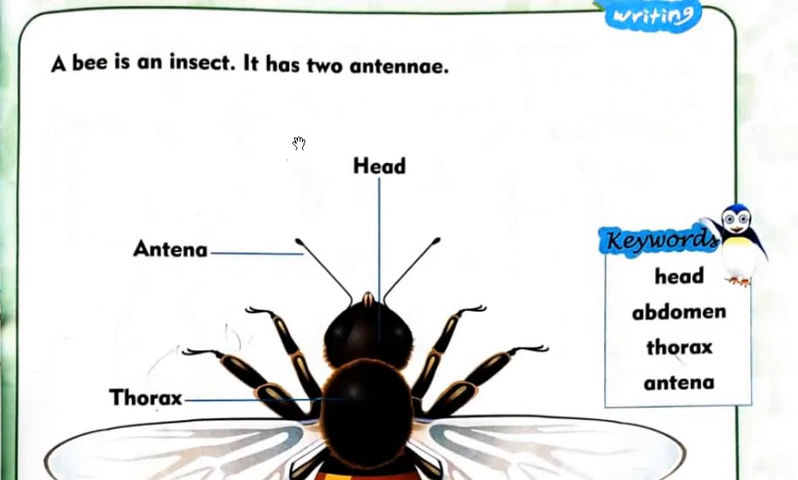 writing
A bee is an insect. It has two antennae.
Head
Antena
Keywords
head
abdomen
thorax
antena
Thorax